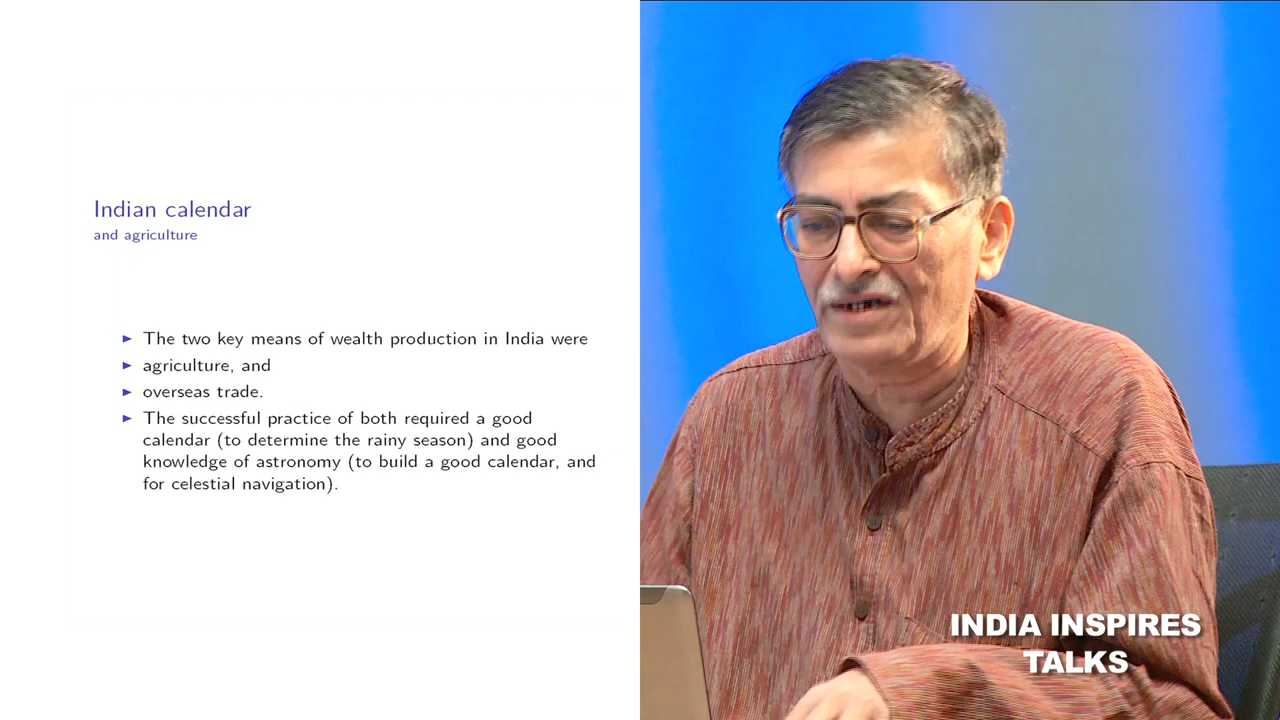 Indian calendar
and agriculture
► The two key means of wealth production in India were
► agriculture, and
► overseas trade.
► The successful practice of both required a good
calendar (to determine the rainy season) and good
knowledge of astronomy (to build a good calendar, and
for celestial navigation).
INDIA INSPIRES
TALKS